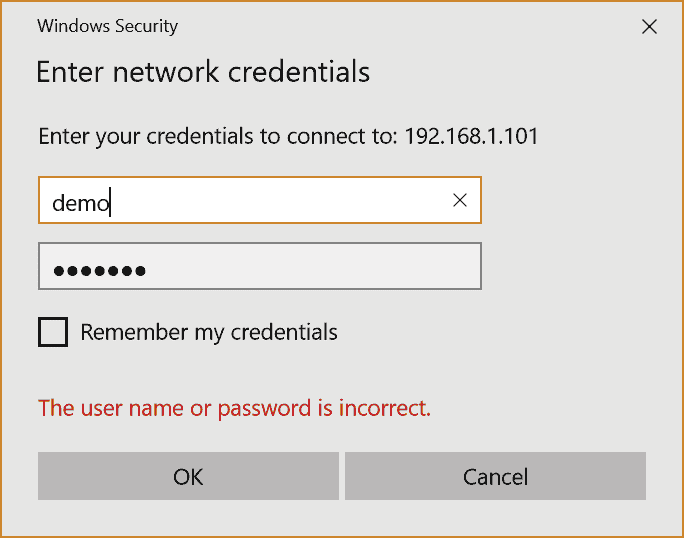 Windows Security
Enter network credentials
Enter your credentials to connect to: 192.168.1.101
demo
●●●●●●●
Remember my credentials
The user name or password is incorrect.
OK
Cancel